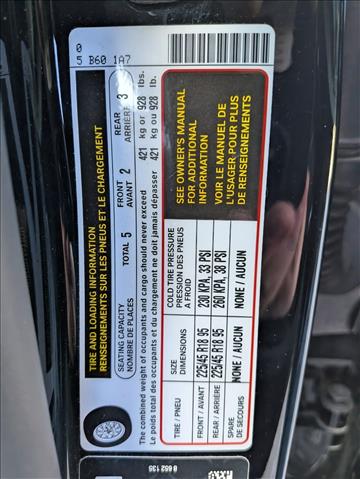 0
5 B60 1A7
TIRE AND LOADING INFORMATION
RENSEIGNEMENTS SUR LES PNEUS ET LE CHARGEMENT
SEATING CAPACITY
NOMBRE DE PLACES
TOTAL 5
FRONT
AVANT 2
REAR
ARRIÈRE 3
The combined weight of occupants and cargo should never exceed 421 kg or 928 lbs.
Le poids total des occupants et du chargement ne doit jamais dépasser 421 kg ou 928 lb.
TIRE / PNEU
SIZE
DIMENSIONS
COLD TIRE PRESSURE
PRESSION DES PNEUS
A FROID
FRONT / AVANT 225/45 R18 95 230 KPA, 33 PSI
REAR / ARRIÈRE 225/45 R18 95 260 KPA, 38 PSI
SPARE
DE SECOURS
NONE / AUCUN NONE / AUCUN
SEE OWNER'S MANUAL
FOR ADDITIONAL
INFORMATION
VOIR LE MANUEL DE
L'USAGER POUR PLUS
DE RENSEIGNEMENTS